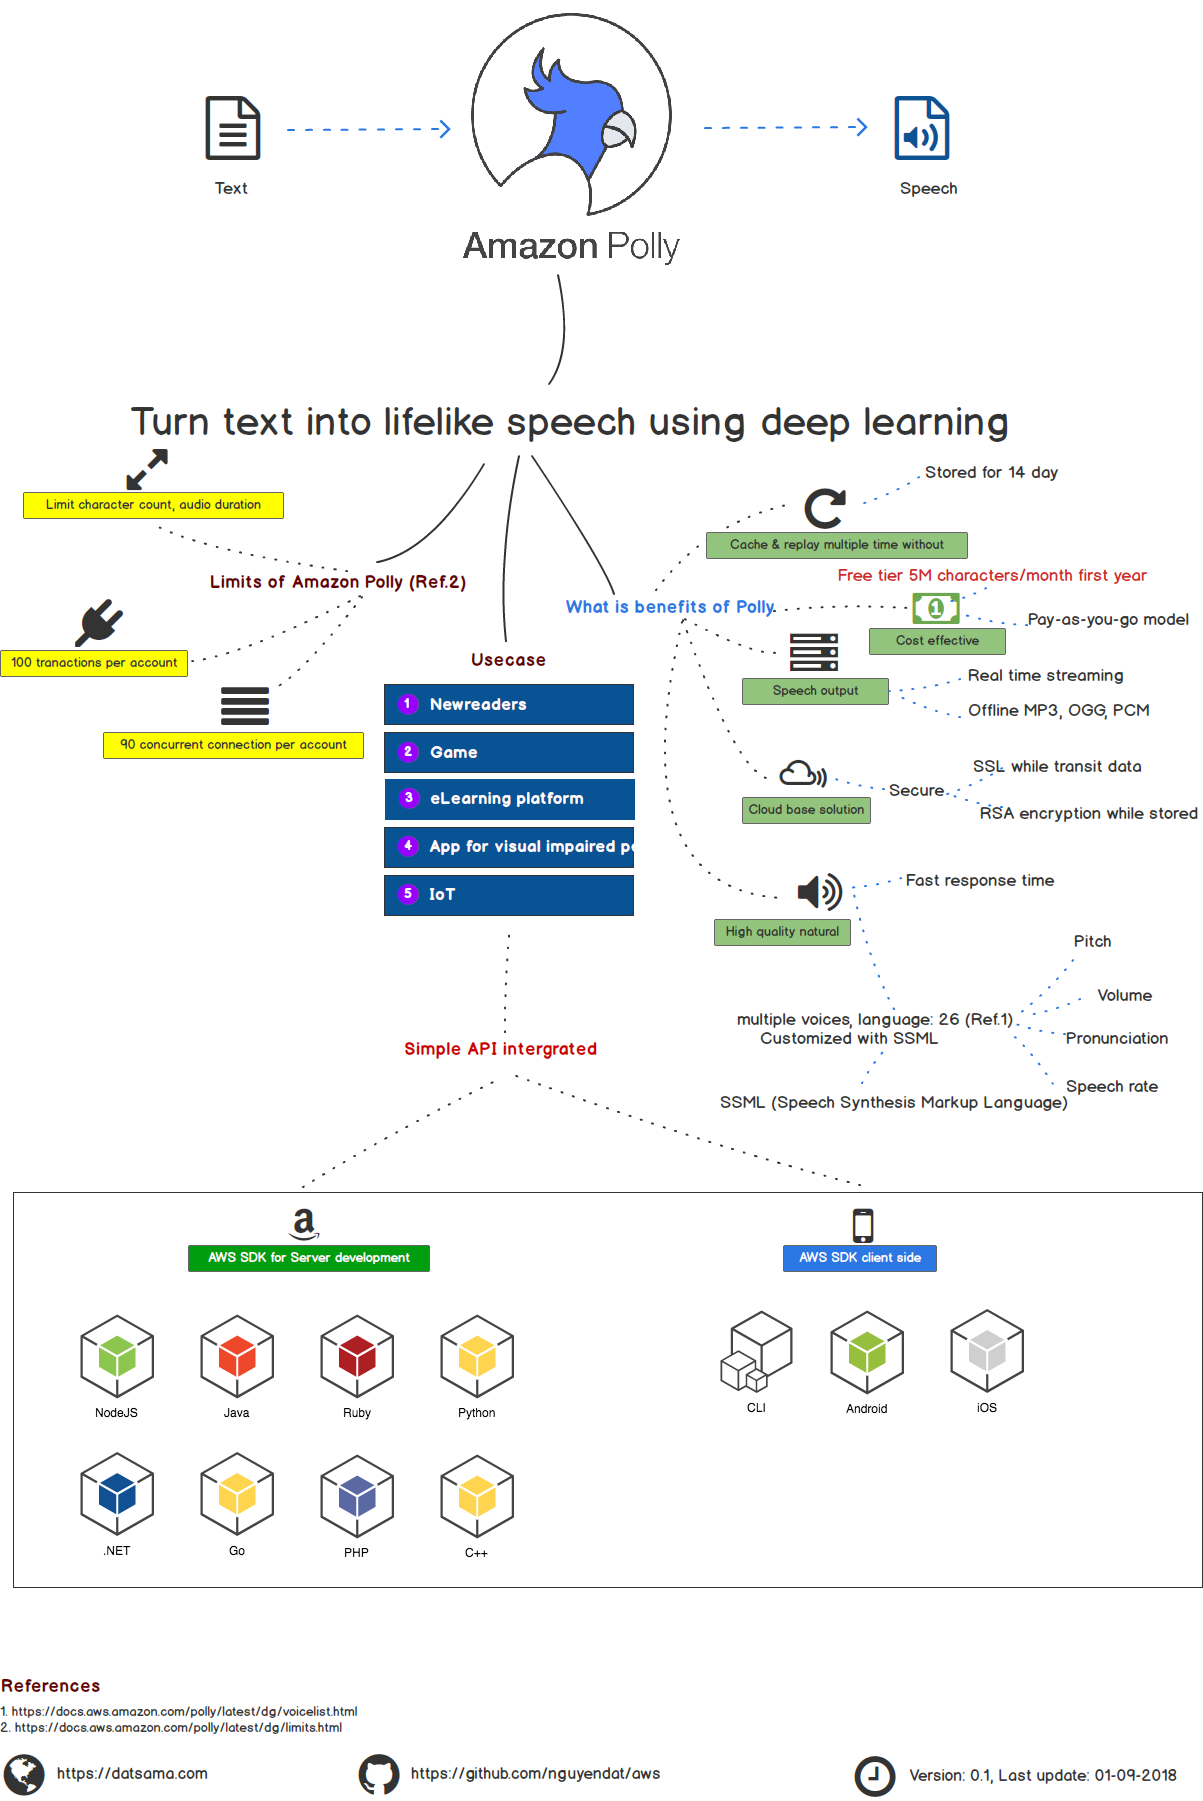 Text
Speech
Amazon Polly
Turn text into lifelike speech using deep learning
Limit character count, audio duration
Limits of Amazon Polly (Ref.2)
100 tranactions per account
90 concurrent connection per account
Usecase
1 Newreaders
2 Game
3 eLearning platform
4 App for visual impaired
5 IoT
What is benefits of Polly
Stored for 14 day
Cache & replay multiple time without
Free tier 5M characters/month first year
1
Pay-as-you-go model
Cost effective
Speech output
Real time streaming
Offline MP3, OGG, PCM
Cloud base solution
Secure
SSL while transit data
RSA encryption while stored
High quality natural
Fast response time
multiple voices, language: 26 (Ref.1)
Customized with SSML
Pitch
Volume
Pronunciation
Speech rate
SSML (Speech Synthesis Markup Language)
Simple API intergrated
a
AWS SDK for Server development
AWS SDK client side
NodeJS
Java
Ruby
Python
CLI
Android
iOS
.NET
Go
PHP
C++
References
1. https://docs.aws.amazon.com/polly/latest/dg/voicelist.html
2. https://docs.aws.amazon.com/polly/latest/dg/limits.html
https://datsama.com
https://github.com/nguyendat/aws
Version: 0.1, Last update: 01-09-2018